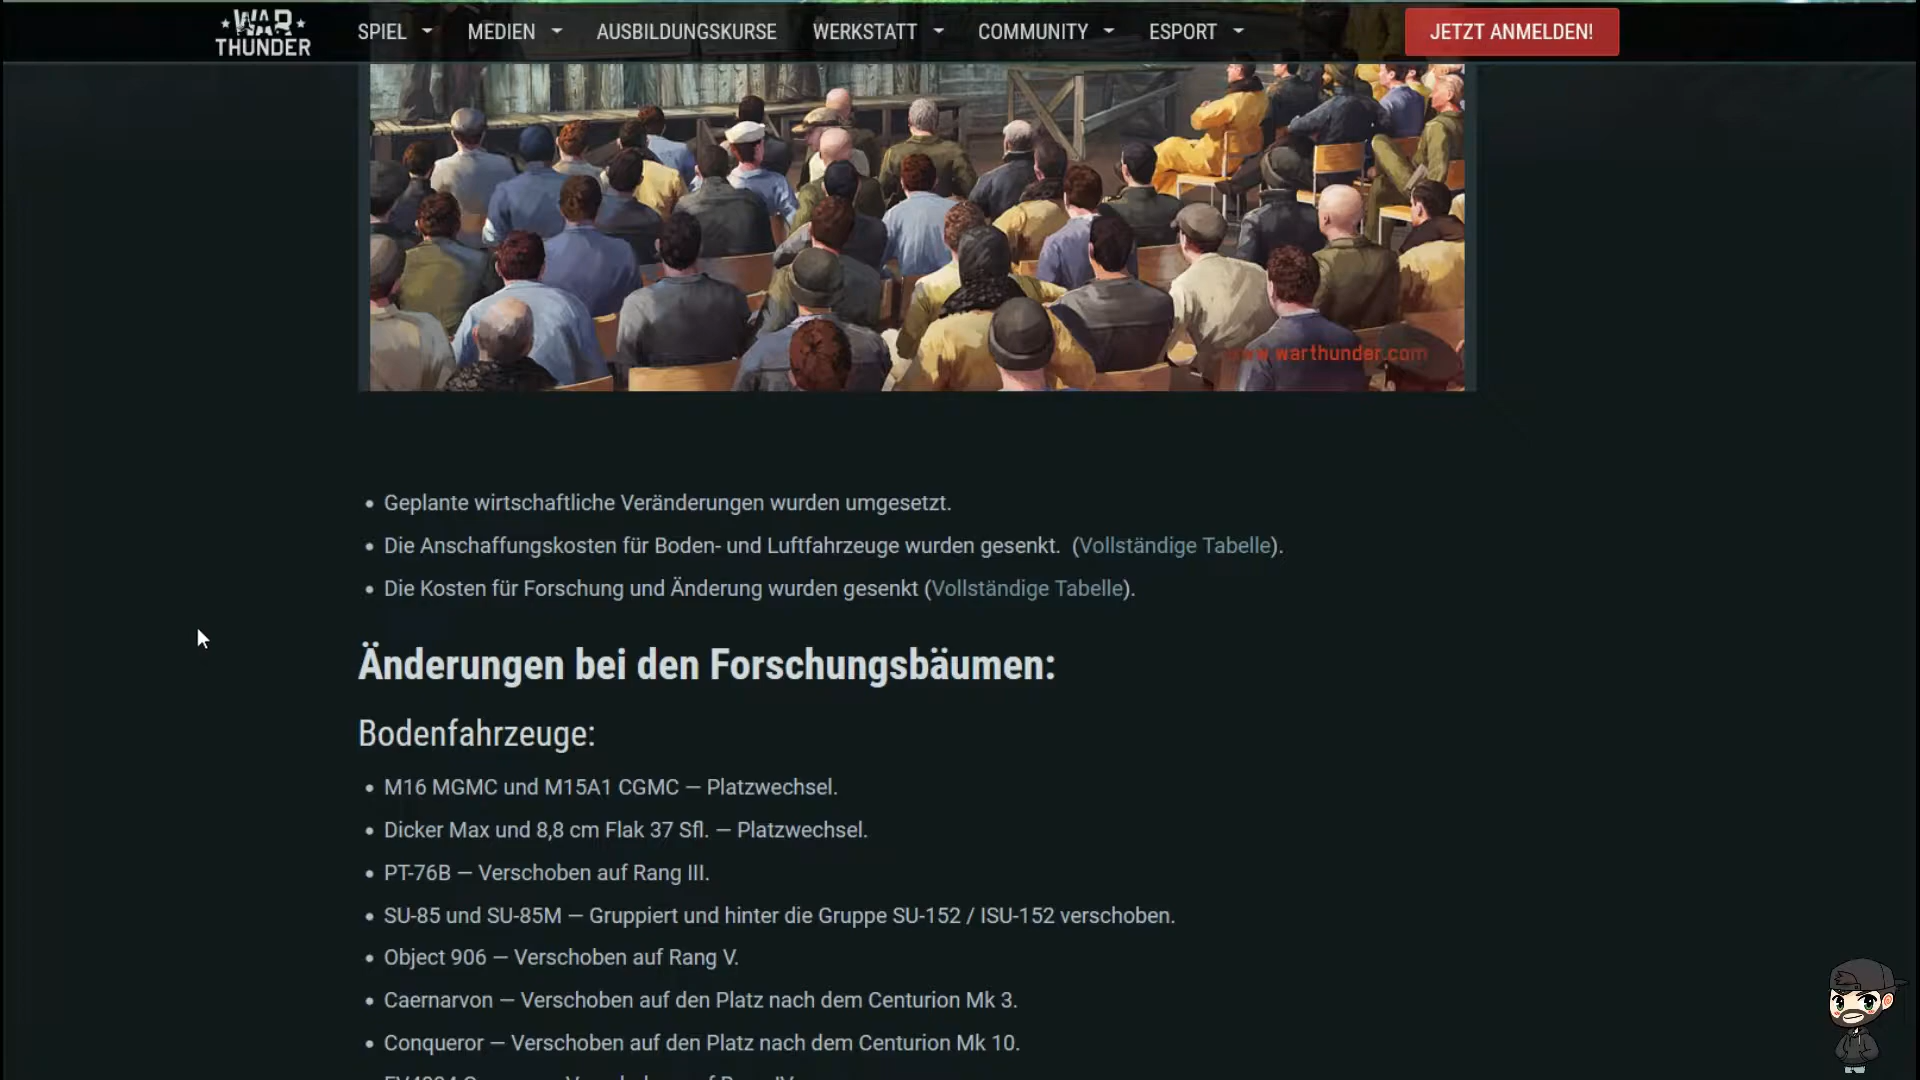 WAR
THUNDER
SPIEL MEDIEN AUSBILDUNGSKURSE WERKSTATT COMMUNITY ESPORT JETZT ANMELDEN!
www.warthunder.com
• Geplante wirtschaftliche Veränderungen wurden umgesetzt.
• Die Anschaffungskosten für Boden- und Luftfahrzeuge wurden gesenkt. (Vollständige Tabelle).
• Die Kosten für Forschung und Änderung wurden gesenkt (Vollständige Tabelle).
Änderungen bei den Forschungsbäumen:
Bodenfahrzeuge:
• M16 MGMC und M15A1 CGMC — Platzwechsel.
• Dicker Max und 8,8 cm Flak 37 Sfl. — Platzwechsel.
• PT-76B — Verschoben auf Rang III.
• SU-85 und SU-85M — Gruppiert und hinter die Gruppe SU-152 / ISU-152 verschoben.
• Object 906 — Verschoben auf Rang V.
• Caernarvon — Verschoben auf den Platz nach dem Centurion Mk 3.
• Conqueror — Verschoben auf den Platz nach dem Centurion Mk 10.